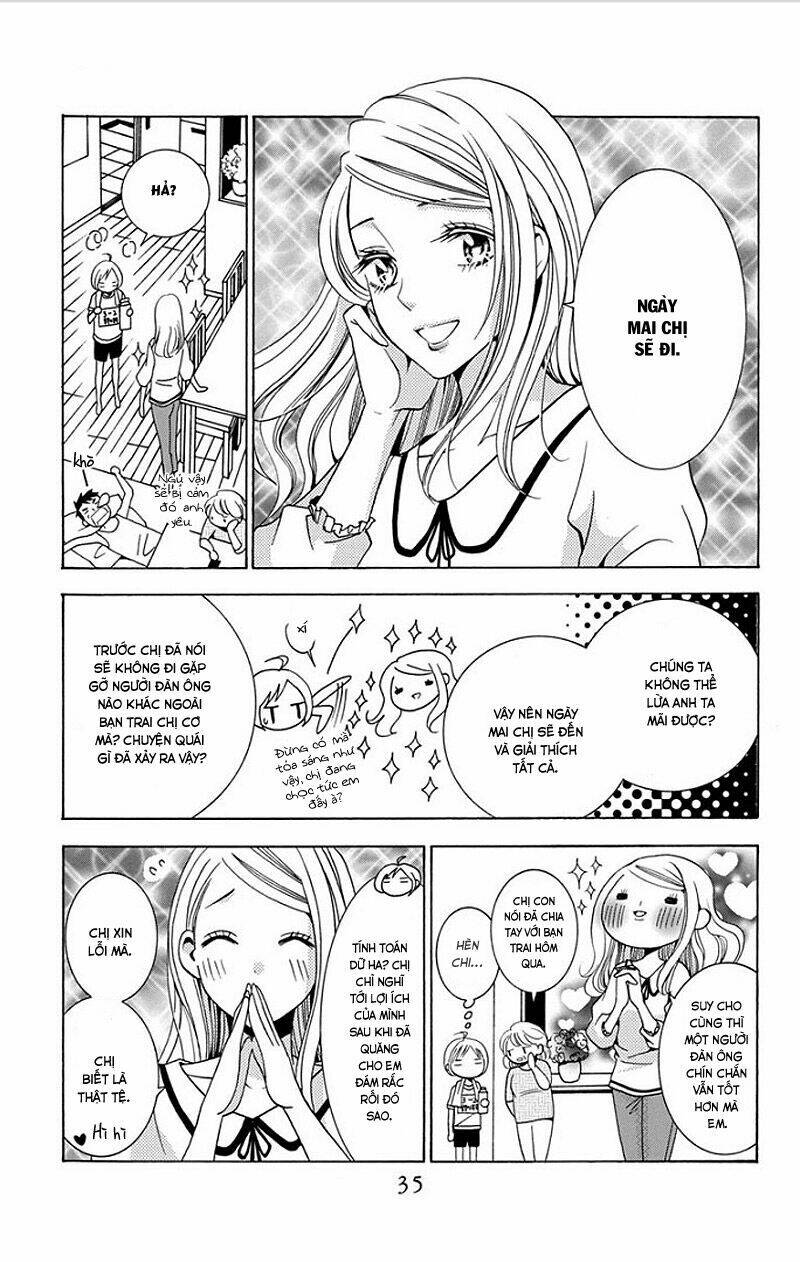 NGÀY
MAI CHỊ
SẼ ĐI.
HẢ?
khò
Ngủ vậy
sẽ bị cảm
đó anh
yêu.
CHÚNG TA
KHÔNG THỂ
LỪA ANH TA
MÃI ĐƯỢC?
VẬY NÊN NGÀY
MAI CHỊ SẼ ĐẾN
VÀ GIẢI THÍCH
TẤT CẢ.
xí
Đừng có mà
tỏa sáng như
vậy, chị đang
chọc tức em
đấy à?
TRƯỚC CHỊ ĐÃ NÓI
SẼ KHÔNG ĐI GẶP
GỠ NGƯỜI ĐÀN ÔNG
NÀO KHÁC NGOÀI
BẠN TRAI CHỊ CƠ
MÀ? CHUYỆN QUÁI
GÌ ĐÃ XẢY RA VẬY?
SUY CHO
CÙNG THÌ
MỘT NGƯỜI
ĐÀN ÔNG
CHÍN CHẮN
VẪN TỐT
HƠN MÀ
EM.
CHỊ CON
NÓI ĐÃ CHIA
TAY VỚI BẠN
TRAI HÔM
QUA.
HÈN
CHI...
TÍNH TOÁN
DỮ HA? CHỊ
CHỈ NGHĨ
TỚI LỢI ÍCH
CỦA MÌNH
SAU KHI ĐÃ
QUĂNG
CHO EM
ĐÁM RẮC
RỐI ĐÓ
SAO.
CHỊ XIN
LỖI MÀ.
CHỊ
BIẾT LÀ
THẬT TỆ.
Hì hì
35